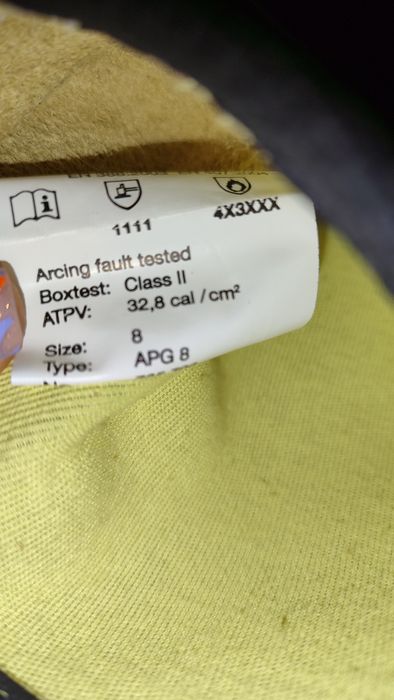 1111
4X3XXX
Arcing fault tested
Boxtest: Class II
ATPV: 32,8 cal / cm²
Size: 8
Type: APG 8